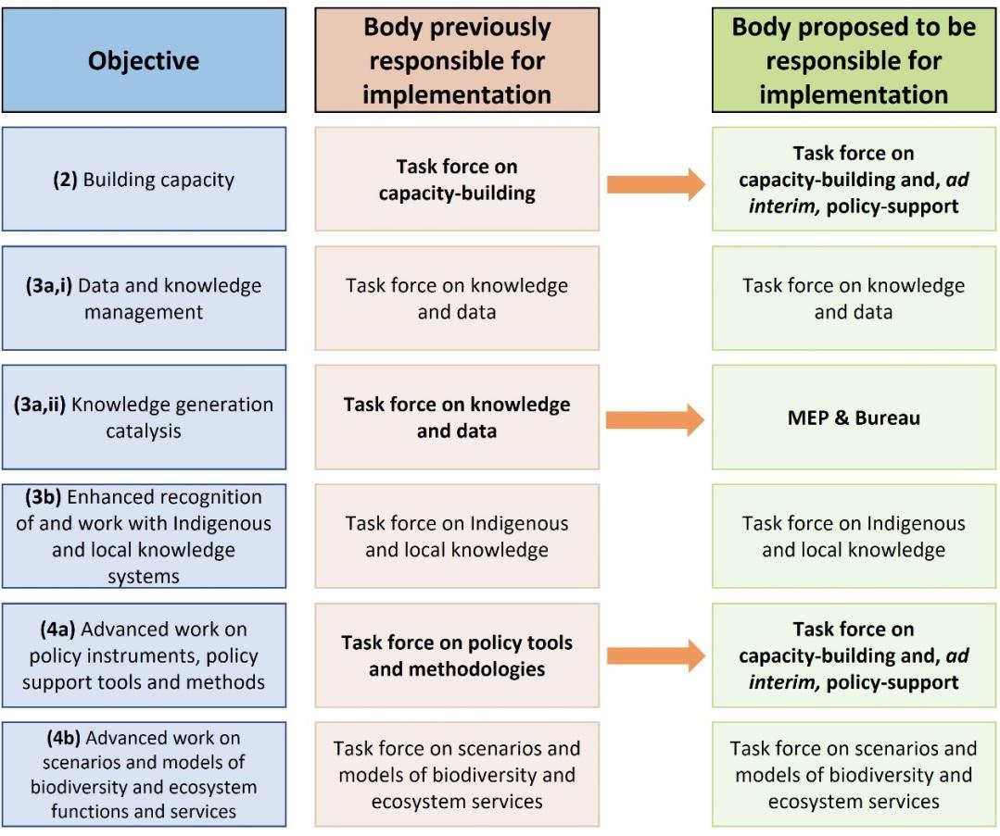 Objective
Body previously
responsible for
implementation
Body proposed to be
responsible for
implementation
(2) Building capacity
Task force on
capacity-building
Task force on
capacity-building and, ad
interim, policy-support
(3a,i) Data and knowledge
management
Task force on knowledge
and data
Task force on knowledge
and data
(3a,ii) Knowledge generation
catalysis
Task force on knowledge
and data
MEP & Bureau
(3b) Enhanced recognition
of and work with Indigenous
and local knowledge
systems
Task force on Indigenous
and local knowledge
Task force on Indigenous
and local knowledge
(4a) Advanced work on
policy instruments, policy
support tools and methods
Task force on policy tools
and methodologies
Task force on
capacity-building and, ad
interim, policy-support
(4b) Advanced work on
scenarios and models of
biodiversity and ecosystem
functions and services
Task force on scenarios and
models of biodiversity and
ecosystem services
Task force on scenarios and
models of biodiversity and
ecosystem services